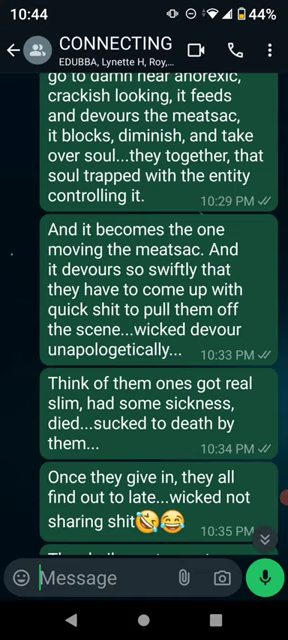 10:44
44%
CONNECTING
EDUBBA, Lynette H, Roy,...
go to damn near anorexic,
crackish looking, it feeds
and devours the meatsac,
it blocks, diminish, and take
over soul...they together, that
soul trapped with the entity
controlling it.
10:29 PM
And it becomes the one
moving the meatsac. And
it devours so swiftly that
they have to come up with
quick shit to pull them off
the scene...wicked devour
unapologetically...
10:33 PM
Think of them ones got real
slim, had some sickness,
died...sucked to death by
them...
10:34 PM
Once they give in, they all
find out to late...wicked not
sharing shit🤣😂
10:35 PM
Message